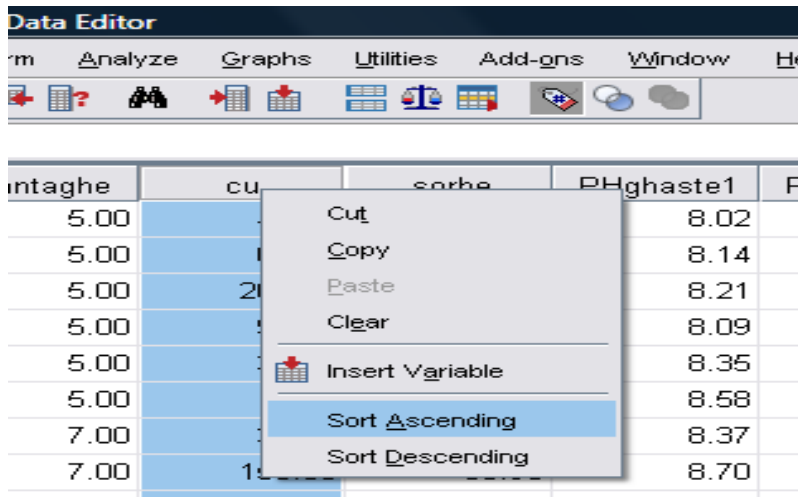 Data Editor
Analyze Graphs Utilities Add-ons Window
ntaghe cu sorhe PHghaste1
5.00 8.02
5.00 8.14
5.00 8.21
5.00 8.09
5.00 8.35
5.00 8.58
7.00 8.37
7.00 8.70
Cut
Copy
Paste
Clear
Insert Variable
Sort Ascending
Sort Descending